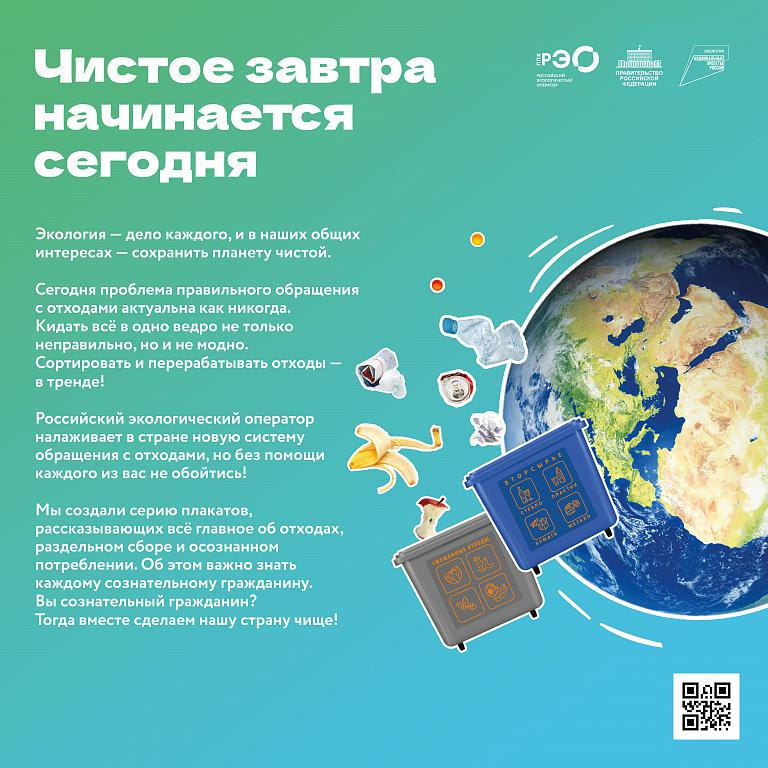 Чистое завтра
начинается
сегодня
ППК РЭО
РОССИЙСКИЙ
ЭКОЛОГИЧЕСКИЙ
ОПЕРАТОР
ПРАВИТЕЛЬСТВО
РОССИЙСКОЙ
ФЕДЕРАЦИИ
ЭКОЛОГИЯ
НАЦИОНАЛЬНЫЕ
ПРОЕКТЫ
РОССИИ
Экология — дело каждого, и в наших общих
интересах — сохранить планету чистой.
Сегодня проблема правильного обращения
с отходами актуальна как никогда.
Кидать всё в одно ведро не только
неправильно, но и не модно.
Сортировать и перерабатывать отходы —
в тренде!
Российский экологический оператор
налаживает в стране новую систему
обращения с отходами, но без помощи
каждого из вас не обойтись!
Мы создали серию плакатов,
рассказывающих всё главное об отходах,
раздельном сборе и осознанном
потреблении. Об этом важно знать
каждому сознательному гражданину.
Вы сознательный гражданин?
Тогда вместе сделаем нашу страну чище!
ВТОРСЫРЬЕ
СТЕКЛО ПЛАСТИК
БУМАГА МЕТАЛЛ
СМЕШАННЫЕ ОТХОДЫ